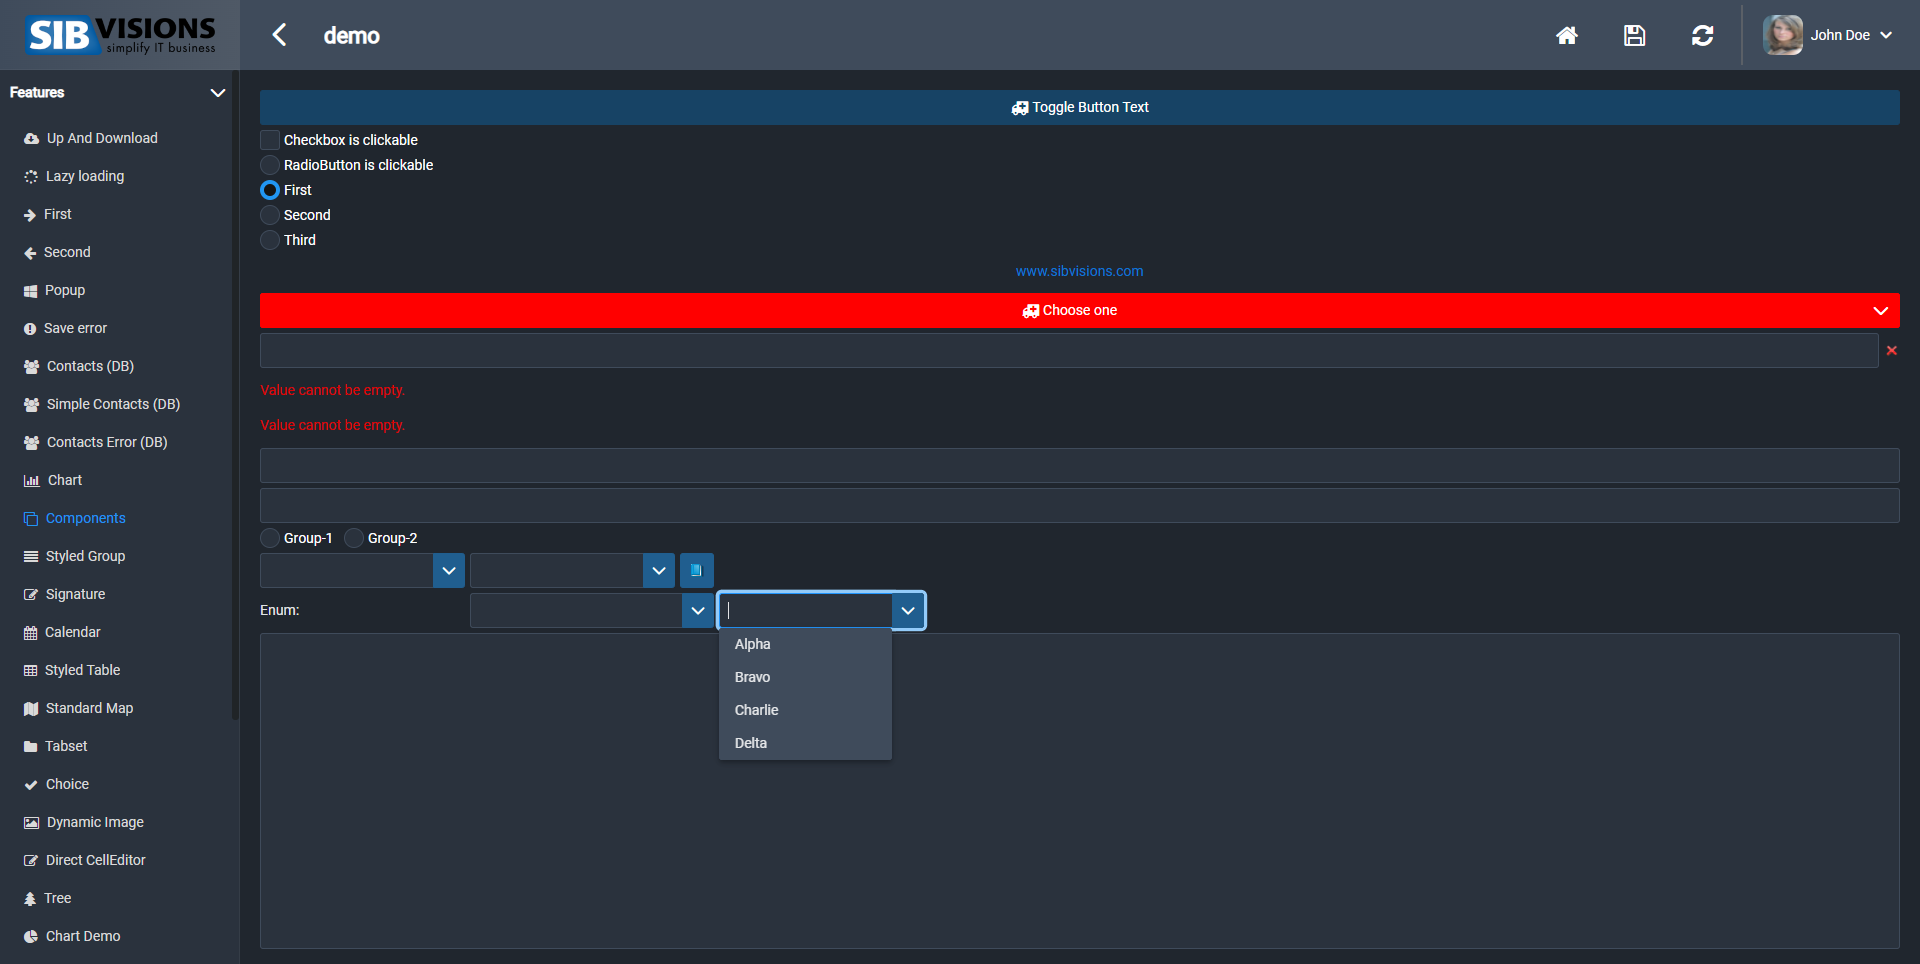 SIB VISIONS
simplify IT business
demo
John Doe
Features
Up And Download
Lazy loading
First
Second
Popup
Save error
Contacts (DB)
Simple Contacts (DB)
Contacts Error (DB)
Chart
Components
Styled Group
Signature
Calendar
Styled Table
Standard Map
Tabset
Choice
Dynamic Image
Direct CellEditor
Tree
Chart Demo
Toggle Button Text
Checkbox is clickable
RadioButton is clickable
First
Second
Third
www.sibvisions.com
Choose one
Value cannot be empty.
Value cannot be empty.
Group-1 Group-2
Enum:
Alpha
Bravo
Charlie
Delta